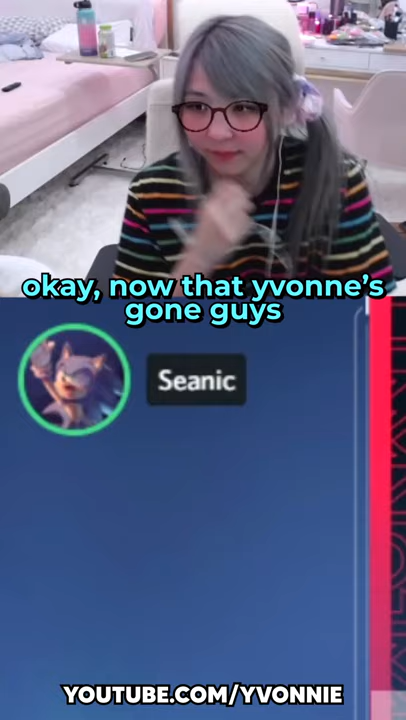 okay, now that yvonne's
gone guys
Seanic
YOUTUBE.COM/YVONNIE